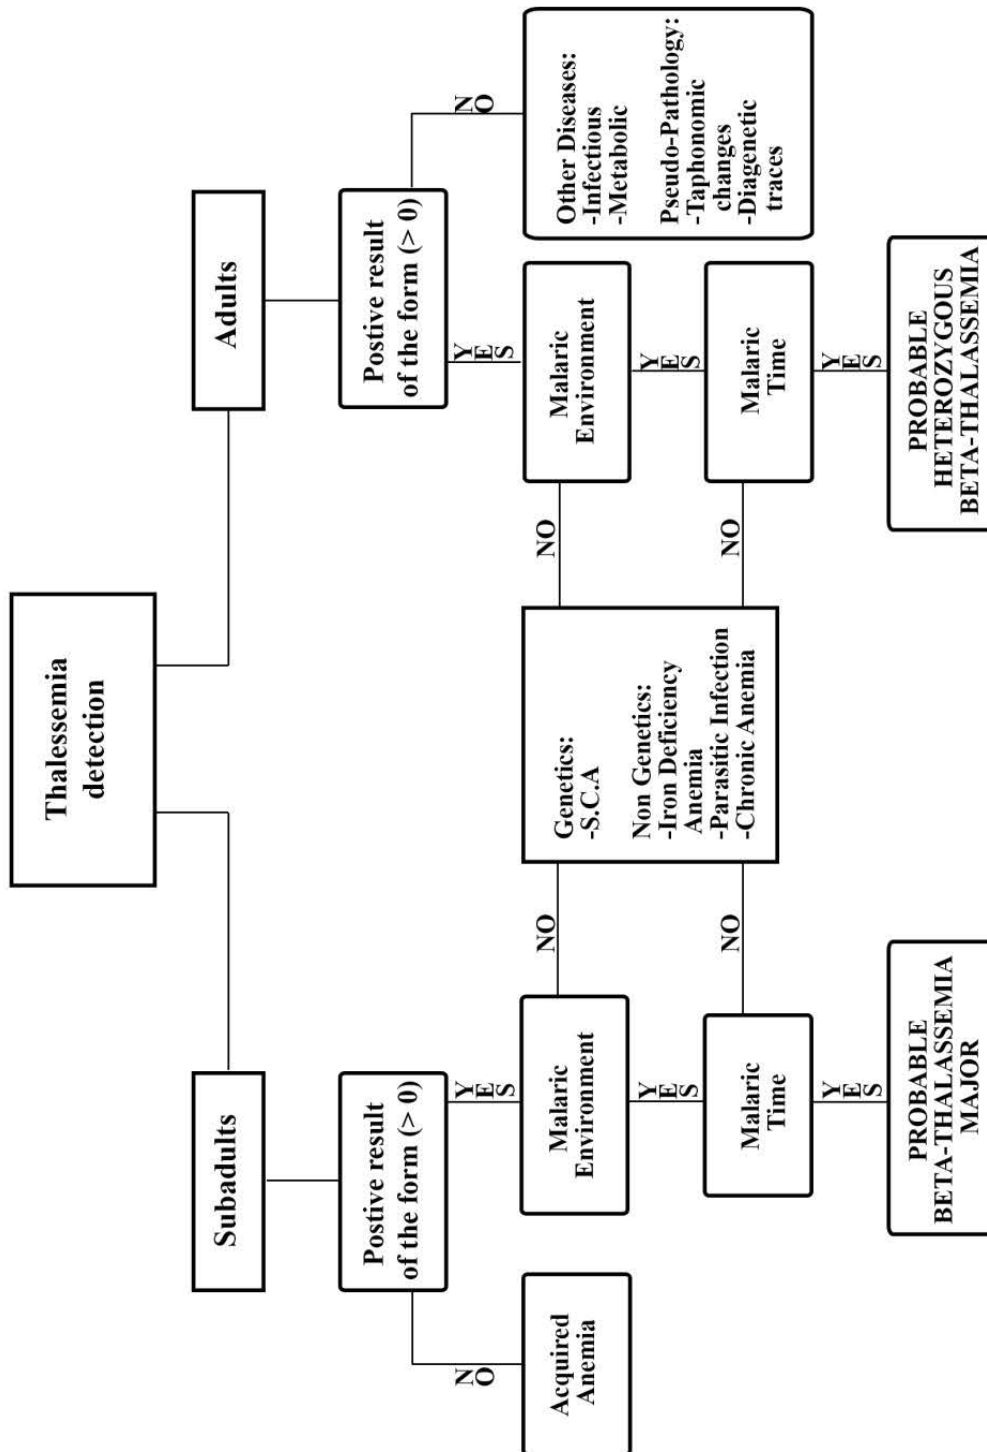 Thalessemia
detection
Subadults
Adults
Postive result
of the form (> 0)
Postive result
of the form (> 0)
NO
YES
YES
NO
Acquired
Anemia
Malaric
Environment
NO
Genetics:
-S.C.A
Non Genetics:
-Iron Deficiency
Anemia
-Parasitic Infection
-Chronic Anemia
NO
Malaric
Environment
Other Diseases:
-Infectious
-Metabolic
Pseudo-Pathology:
-Taphonomic
changes
-Diagenetic
traces
YES
YES
Malaric
Time
NO
NO
Malaric
Time
YES
YES
PROBABLE
BETA-THALASSEMIA
MAJOR
PROBABLE
HETEROZYGOUS
BETA-THALASSEMIA